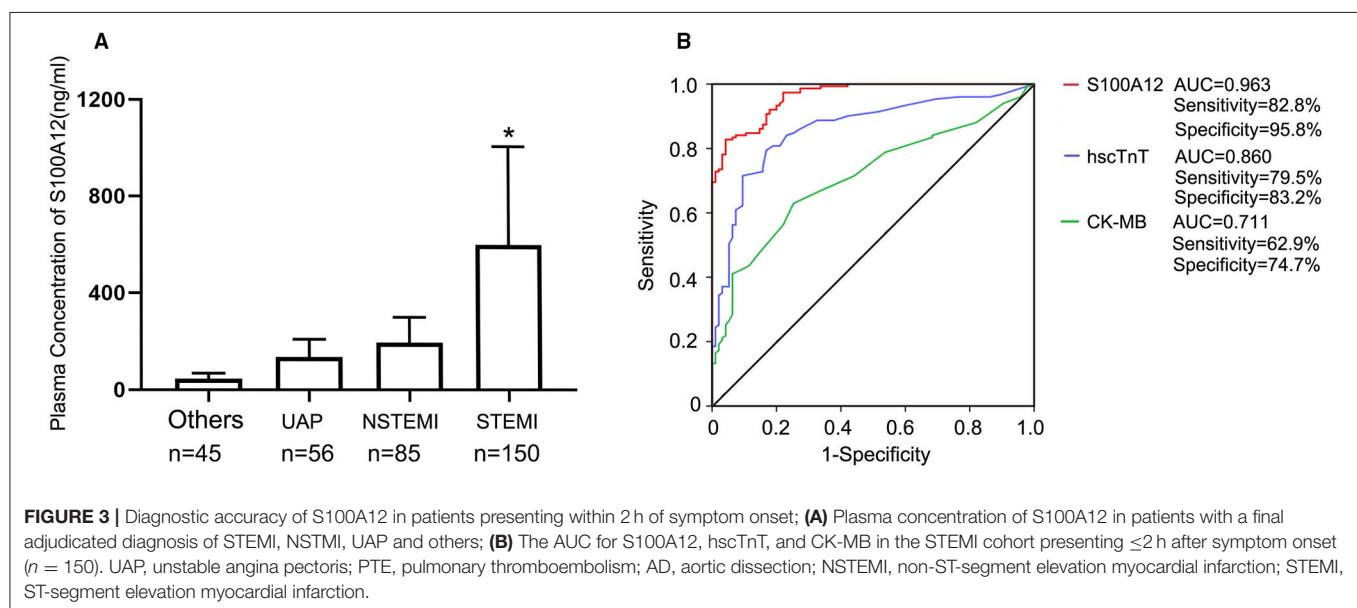 A
Plasma Concentration of S100A12(ng/ml)
1200
800
400
0
*
Others UAP NSTEMI STEMI
n=45 n=56 n=85 n=150
B
Sensitivity
1.0
0.8
0.6
0.4
0.2
0
0 0.2 0.4 0.6 0.8 1.0
1-Specificity
S100A12 AUC=0.963
Sensitivity=82.8%
Specificity=95.8%
hscTnT AUC=0.860
Sensitivity=79.5%
Specificity=83.2%
CK-MB AUC=0.711
Sensitivity=62.9%
Specificity=74.7%
FIGURE 3 | Diagnostic accuracy of S100A12 in patients presenting within 2 h of symptom onset; (A) Plasma concentration of S100A12 in patients with a final
adjudicated diagnosis of STEMI, NSTMI, UAP and others; (B) The AUC for S100A12, hscTnT, and CK-MB in the STEMI cohort presenting ≤2 h after symptom onset
(n = 150). UAP, unstable angina pectoris; PTE, pulmonary thromboembolism; AD, aortic dissection; NSTEMI, non-ST-segment elevation myocardial infarction; STEMI,
ST-segment elevation myocardial infarction.